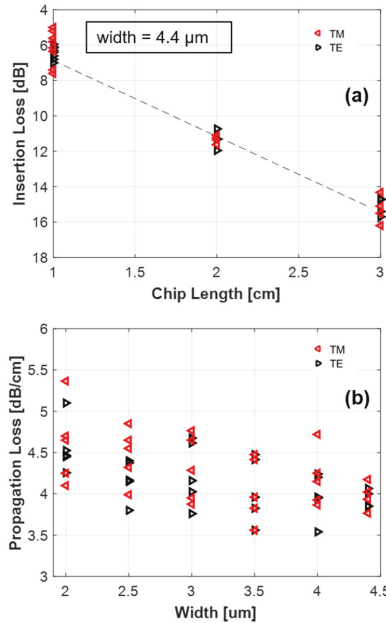 4
6
8
10
12
14
16
18
Insertion Loss [dB]
width = 4.4 μm
TM
TE
(a)
1
1.5
2
2.5
3
Chip Length [cm]
6
5.5
5
4.5
4
3.5
3
Propagation Loss [dB/cm]
TM
TE
(b)
2
2.5
3
3.5
4
4.5
Width [um]